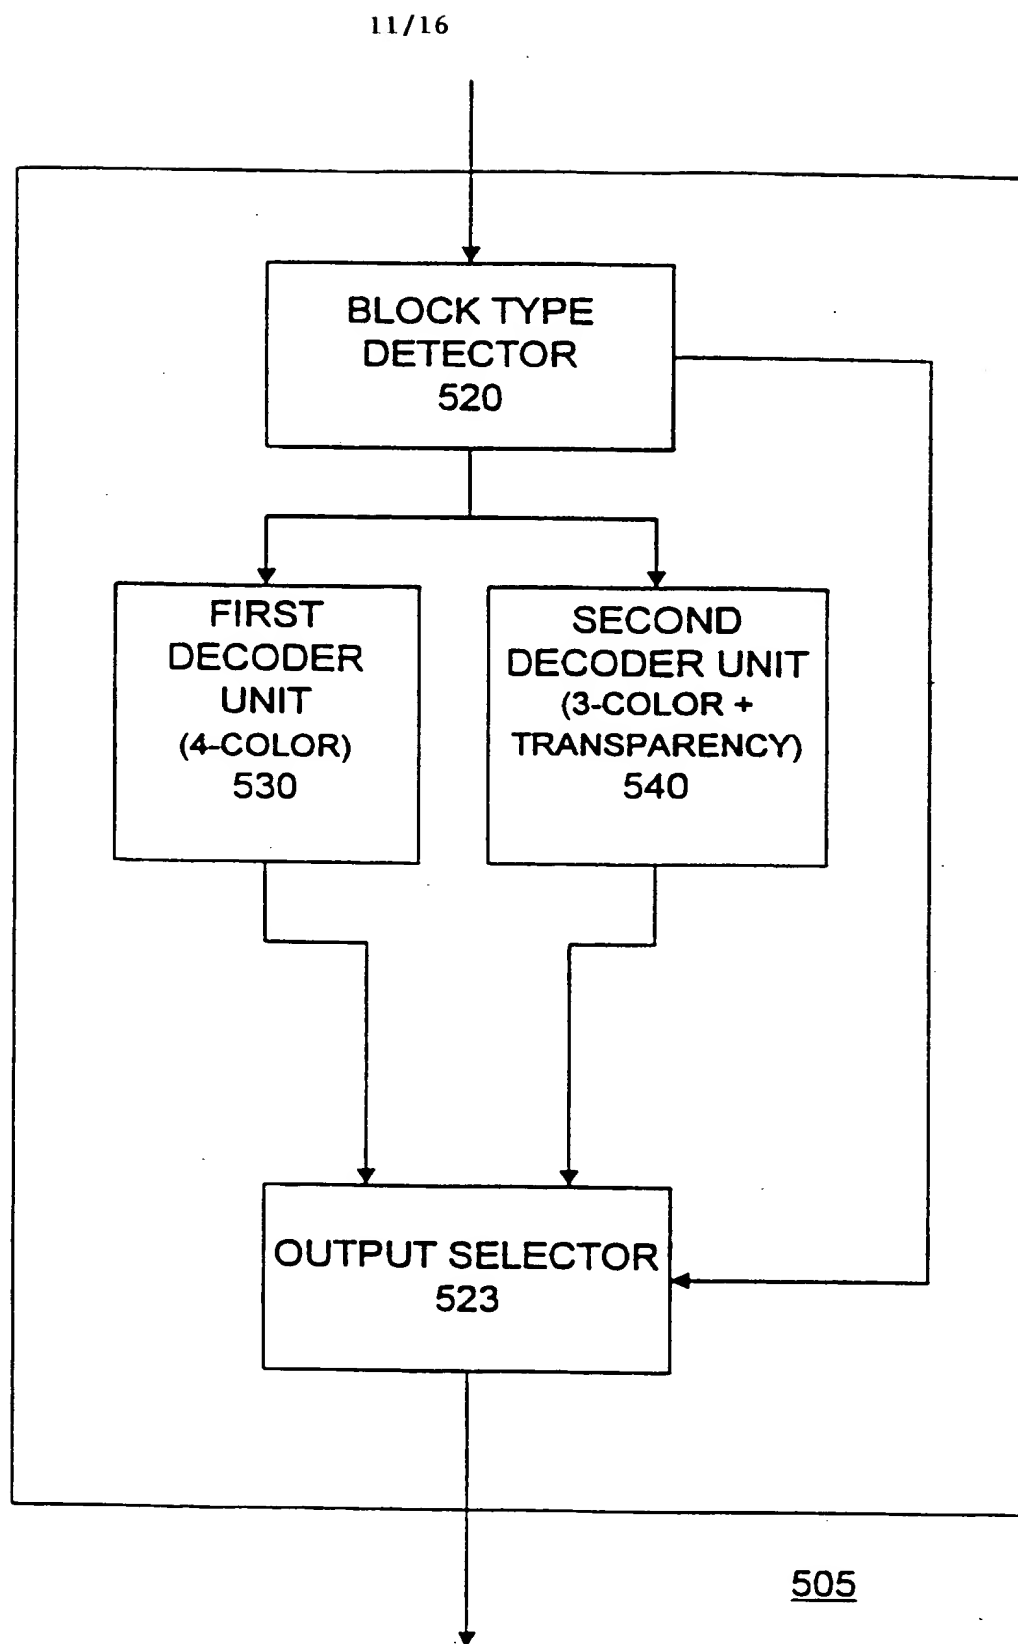 11/16
BLOCK TYPE
DETECTOR
520
FIRST
DECODER
UNIT
(4-COLOR)
530
SECOND
DECODER UNIT
(3-COLOR +
TRANSPARENCY)
540
OUTPUT SELECTOR
523
505